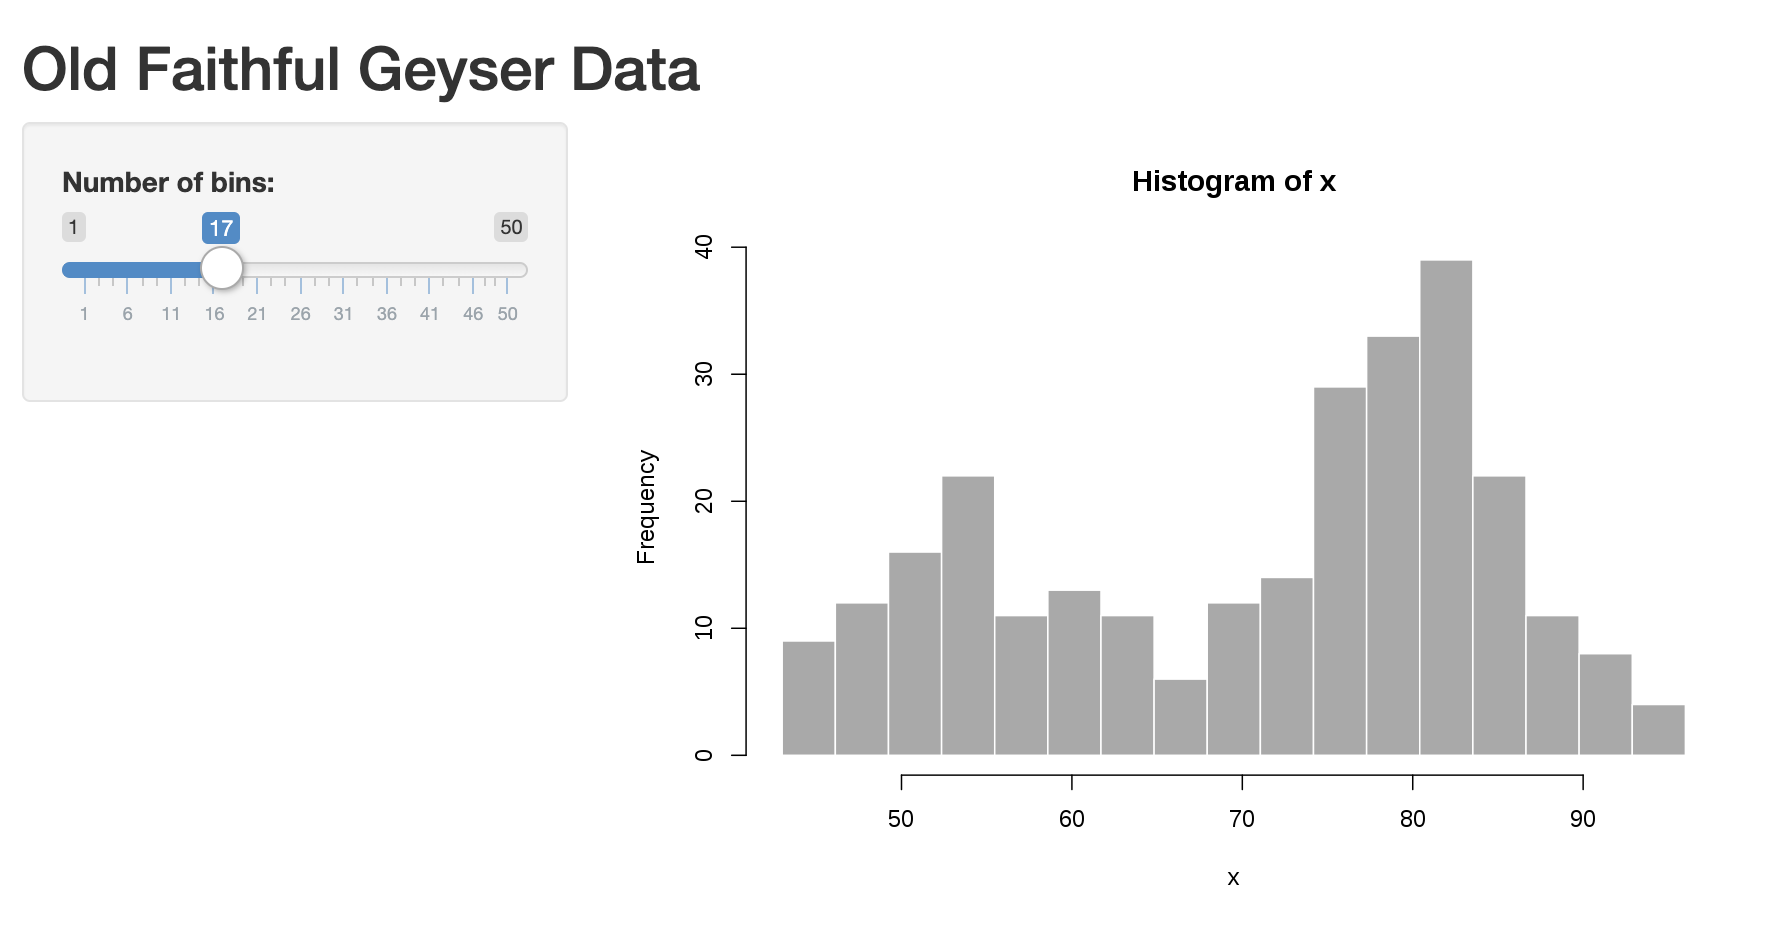 Old Faithful Geyser Data
Number of bins:
1 17 50
1 6 11 16 21 26 31 36 41 46 50
Histogram of x
Frequency
40
30
20
10
0
50 60 70 80 90
x